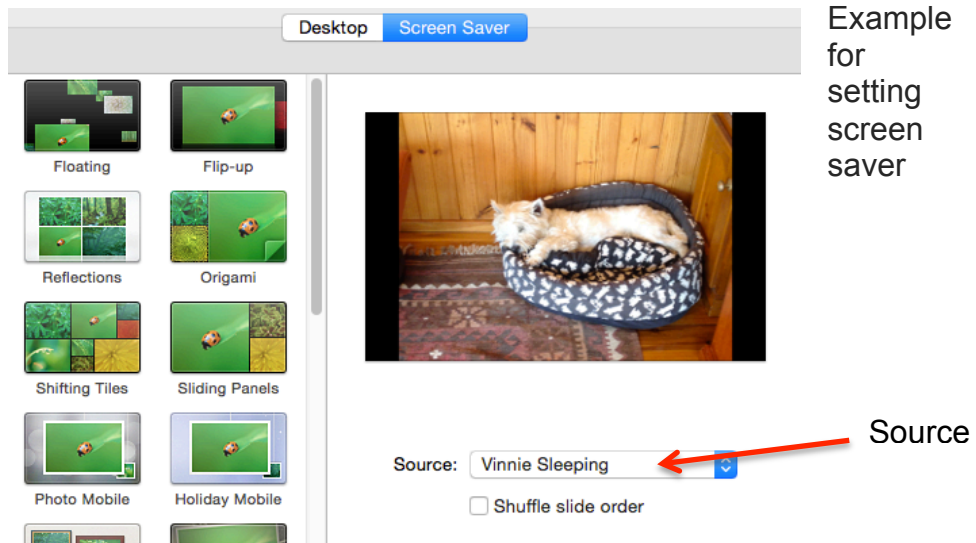 Desktop Screen Saver
Example
for
setting
screen
saver
Floating Flip-up
Reflections Origami
Shifting Tiles Sliding Panels
Photo Mobile Holiday Mobile
Source
Source: Vinnie Sleeping
Shuffle slide order